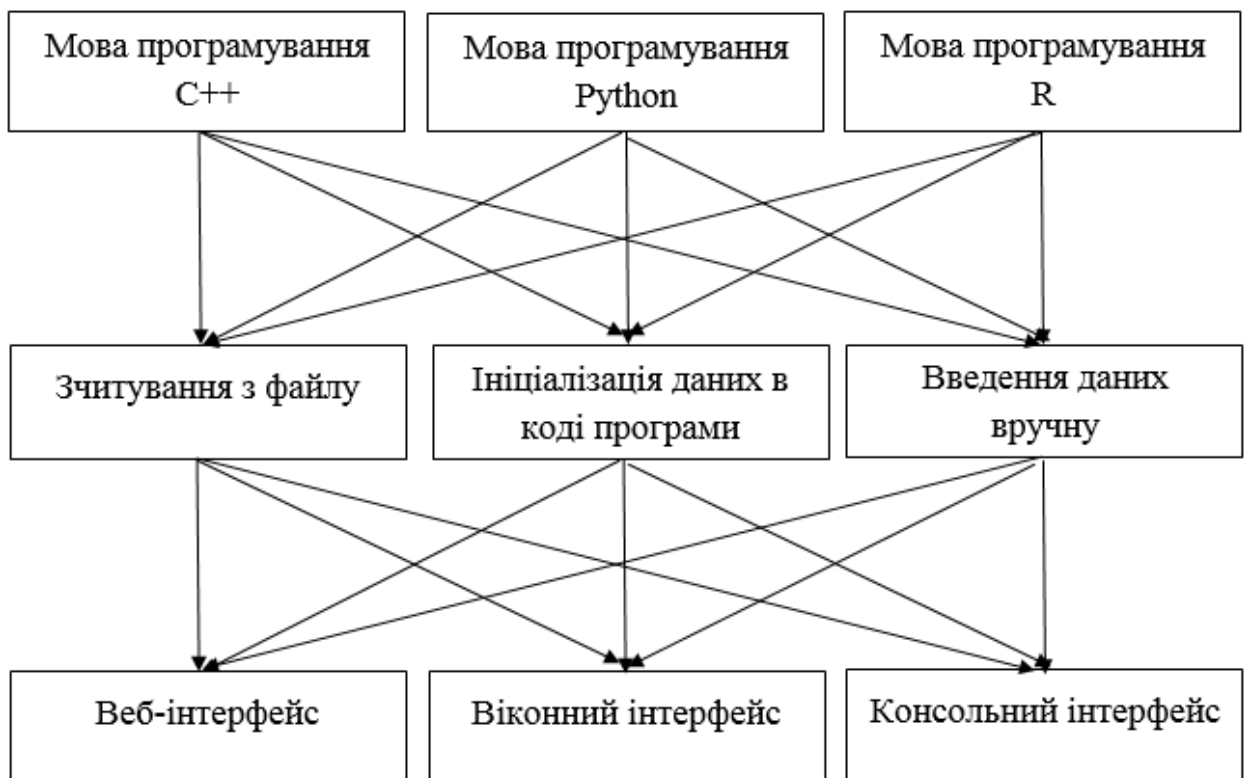 Мова програмування
C++
Мова програмування
Python
Мова програмування
R
Зчитування з файлу
Ініціалізація даних в
коді програми
Введення даних
вручну
Веб-інтерфейс
Віконний інтерфейс
Консольний інтерфейс